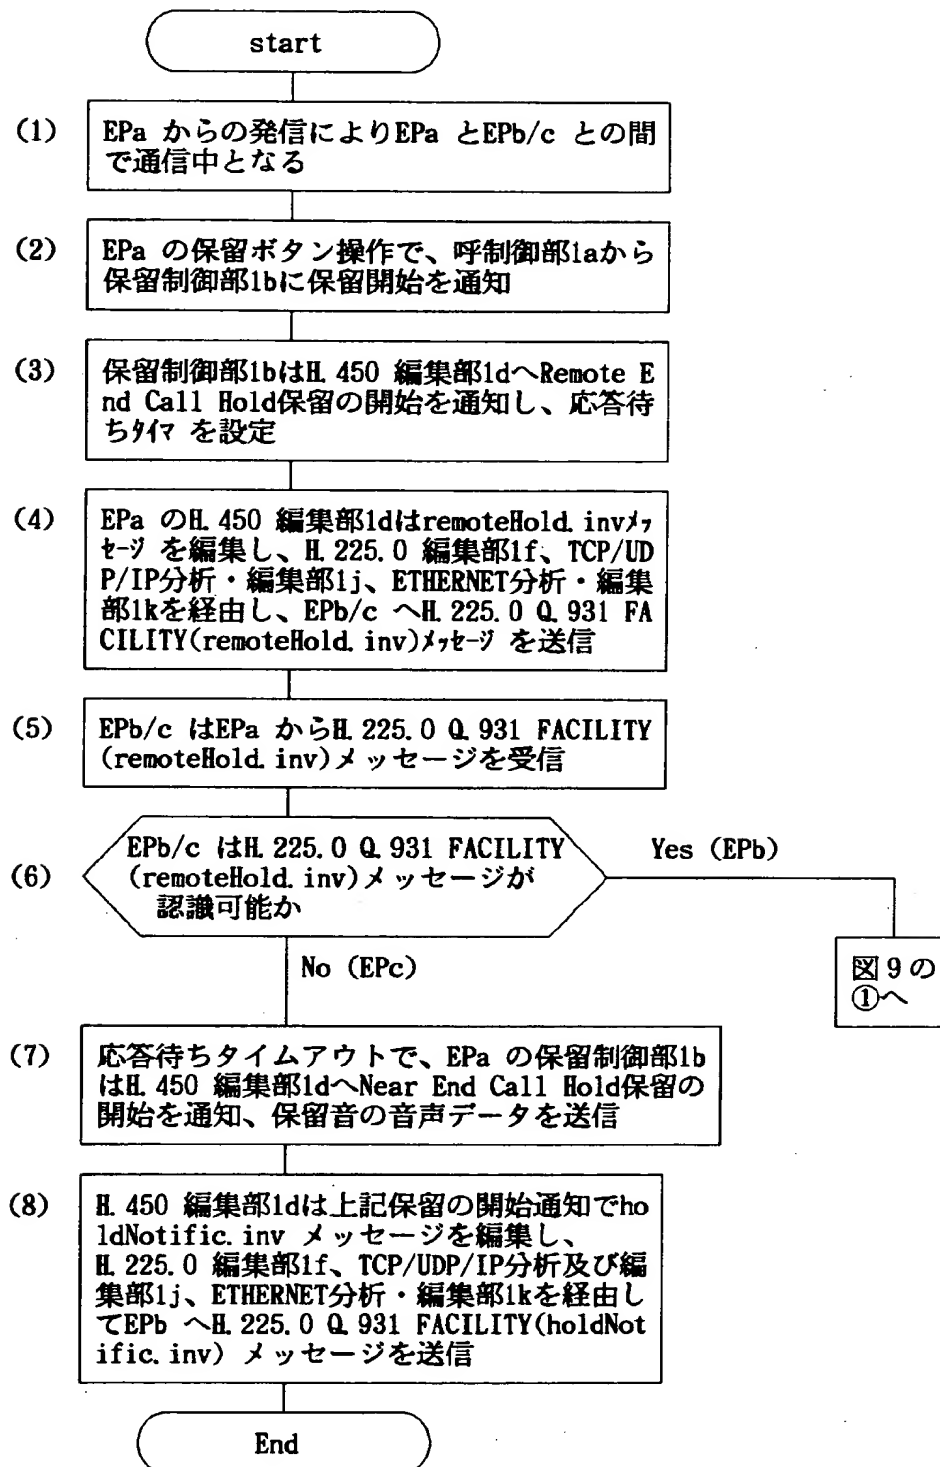 start
(1) EPa からの発信によりEPa とEPb/c との間
で通信中となる
(2) EPa の保留ボタン操作で、呼制御部1aから
保留制御部1bに保留開始を通知
(3) 保留制御部1bはH.450 編集部1dへRemote E
nd Call Hold保留の開始を通知し、応答待
ちﾀｲﾏ を設定
(4) EPa のH.450 編集部1dはremoteHold.invﾒｯ
ｾｰｼﾞ を編集し、H.225.0 編集部1f、TCP/UD
P/IP分析・編集部1j、ETHERNET分析・編集
部1kを経由し、EPb/c へH.225.0 Q.931 FA
CILITY(remoteHold.inv)ﾒｯｾｰｼﾞ を送信
(5) EPb/c はEPa からH.225.0 Q.931 FACILITY
(remoteHold.inv)メッセージを受信
(6) EPb/c はH.225.0 Q.931 FACILITY
(remoteHold.inv)メッセージが
認識可能か
Yes (EPb)
No (EPc)
図9の
①へ
(7) 応答待ちタイムアウトで、EPa の保留制御部1b
はH.450 編集部1dへNear End Call Hold保留の
開始を通知、保留音の音声データを送信
(8) H.450 編集部1dは上記保留の開始通知でho
ldNotific.inv メッセージを編集し、
H.225.0 編集部1f、TCP/UDP/IP分析及び編
集部1j、ETHERNET分析・編集部1kを経由し
てEPb へH.225.0 Q.931 FACILITY(holdNot
ific.inv) メッセージを送信
End